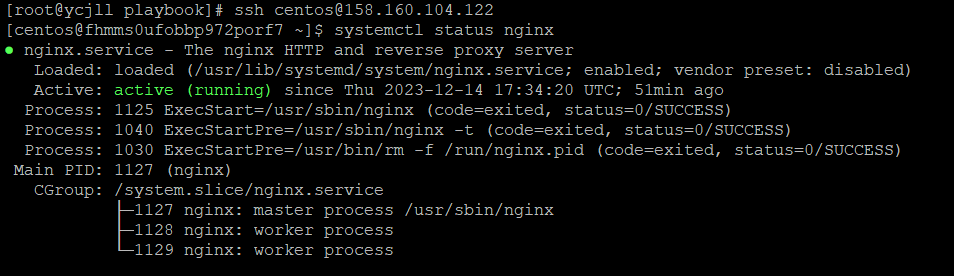 [root@ycjll playbook]# ssh centos@158.160.104.122
[centos@fhmms0ufobbp972porf7 ~]$ systemctl status nginx
● nginx.service - The nginx HTTP and reverse proxy server
   Loaded: loaded (/usr/lib/systemd/system/nginx.service; enabled; vendor preset: disabled)
   Active: active (running) since Thu 2023-12-14 17:34:20 UTC; 51min ago
  Process: 1125 ExecStart=/usr/sbin/nginx (code=exited, status=0/SUCCESS)
  Process: 1040 ExecStartPre=/usr/sbin/nginx -t (code=exited, status=0/SUCCESS)
  Process: 1030 ExecStartPre=/usr/bin/rm -f /run/nginx.pid (code=exited, status=0/SUCCESS)
 Main PID: 1127 (nginx)
   CGroup: /system.slice/nginx.service
           ├─1127 nginx: master process /usr/sbin/nginx
           ├─1128 nginx: worker process
           └─1129 nginx: worker process